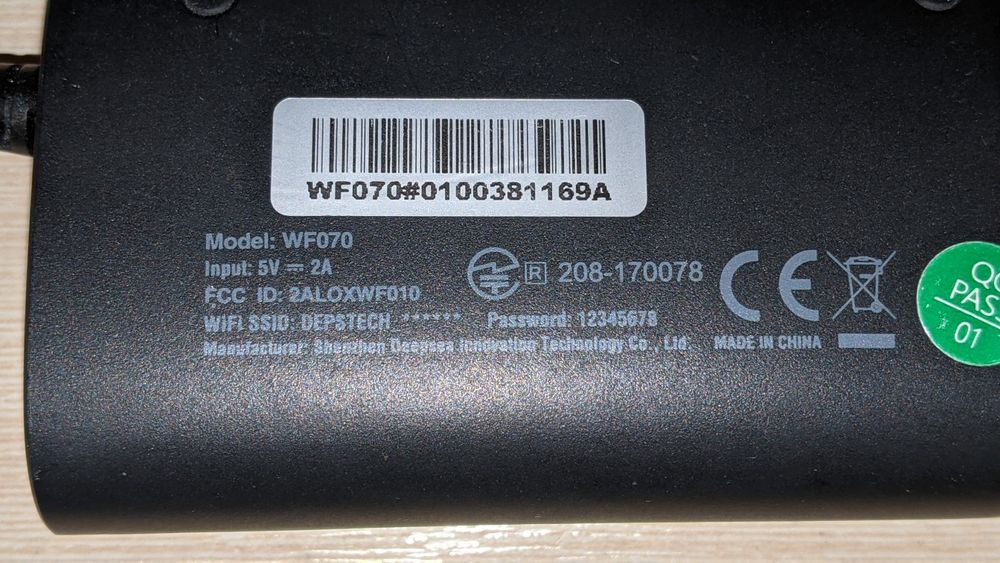 WF070#0100381169A
Model: WF070
Input: 5V ⎓ 2A
FCC ID: 2ALOXWF010
WIFI SSID: DEPSTECH_****** Password: 12345678
Manufacturer: Shenzhen Deepsea Innovation Technology Co., Ltd.
R 208-170078
CE
MADE IN CHINA
QC
PASS
01